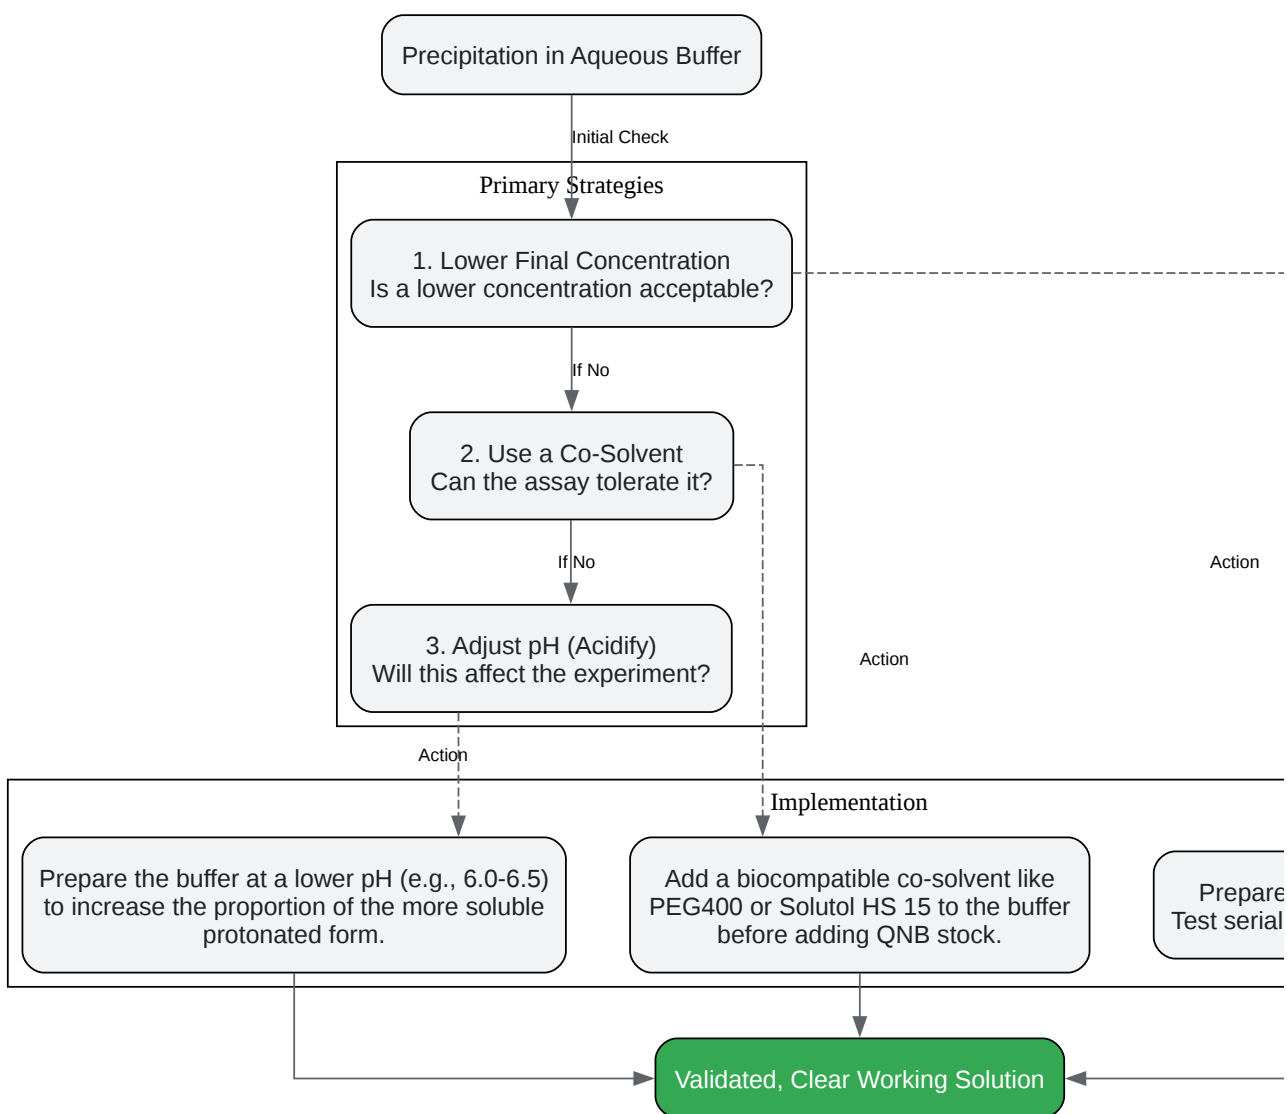 Precipitation in Aqueous Buffer
Initial Check
Primary Strategies
1. Lower Final Concentration
Is a lower concentration acceptable?
If No
2. Use a Co-Solvent
Can the assay tolerate it?
If No
Action
3. Adjust pH (Acidify)
Will this affect the experiment?
Action
Action
Implementation
Prepare the buffer at a lower pH (e.g., 6.0-6.5)
to increase the proportion of the more soluble
protonated form.
Add a biocompatible co-solvent like
PEG400 or Solutol HS 15 to the buffer
before adding QNB stock.
Prepare
Test serial
Validated, Clear Working Solution